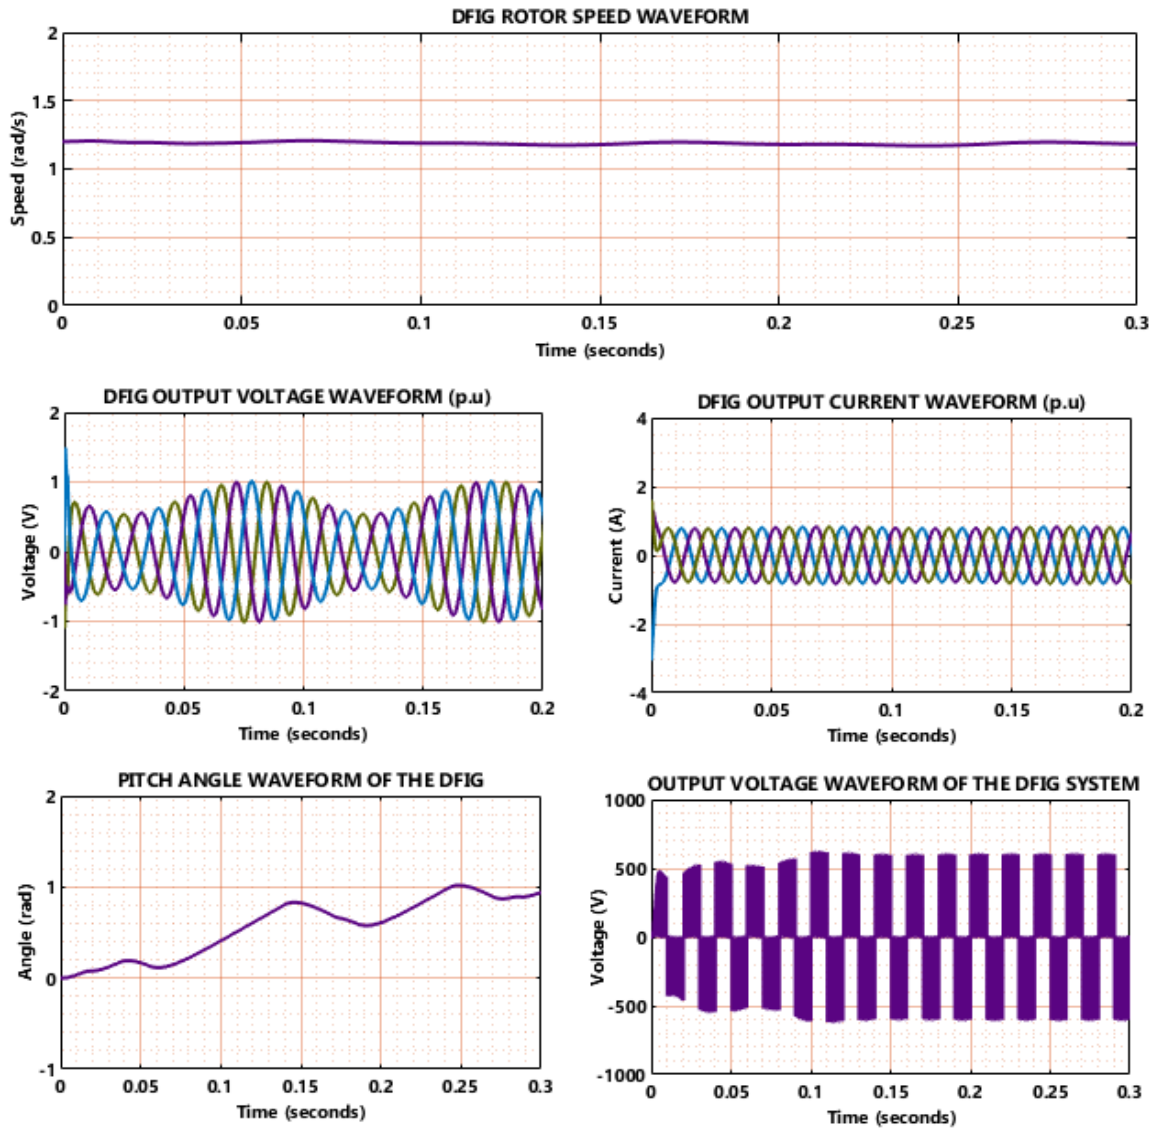 DFIG ROTOR SPEED WAVEFORM
2
1.5
1
0.5
0
Speed (rad/s)
0 0.05 0.1 0.15 0.2 0.25 0.3
Time (seconds)
DFIG OUTPUT VOLTAGE WAVEFORM (p.u)
2
1
0
-1
-2
Voltage (V)
0 0.05 0.1 0.15 0.2
Time (seconds)
DFIG OUTPUT CURRENT WAVEFORM (p.u)
4
2
0
-2
-4
Current (A)
0 0.05 0.1 0.15 0.2
Time (seconds)
PITCH ANGLE WAVEFORM OF THE DFIG
2
1
0
-1
Angle (rad)
0 0.05 0.1 0.15 0.2 0.25 0.3
Time (seconds)
OUTPUT VOLTAGE WAVEFORM OF THE DFIG SYSTEM
1000
500
0
-500
-1000
Voltage (V)
0 0.05 0.1 0.15 0.2 0.25 0.3
Time (seconds)